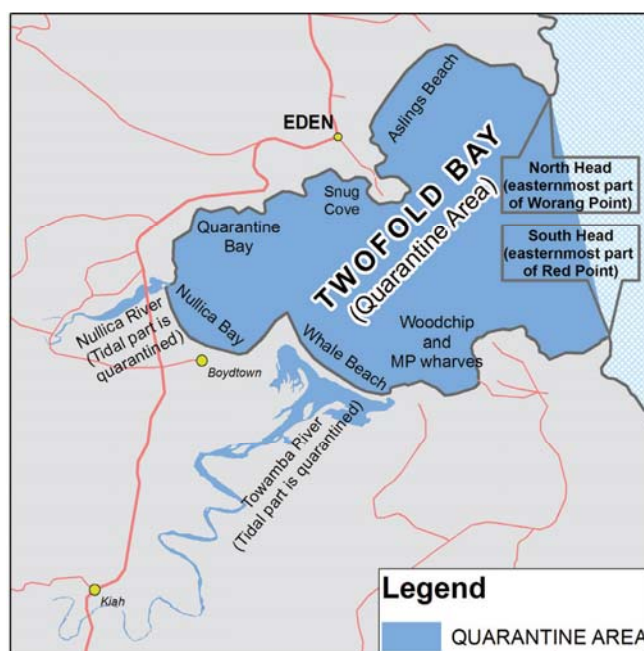 Aslings Beach
EDEN
TWOFOLD BAY
(Quarantine Area)
North Head
(easternmost part
of Worang Point)
Snug
Cove
South Head
(easternmost part
of Red Point)
Quarantine
Bay
Nullica River
(Tidal part is
quarantined)
Nullica Bay
Whale Beach
Woodchip
and
MP wharves
Boydtown
Towamba River
(Tidal part is quarantined)
Kiah
Legend
QUARANTINE AREA